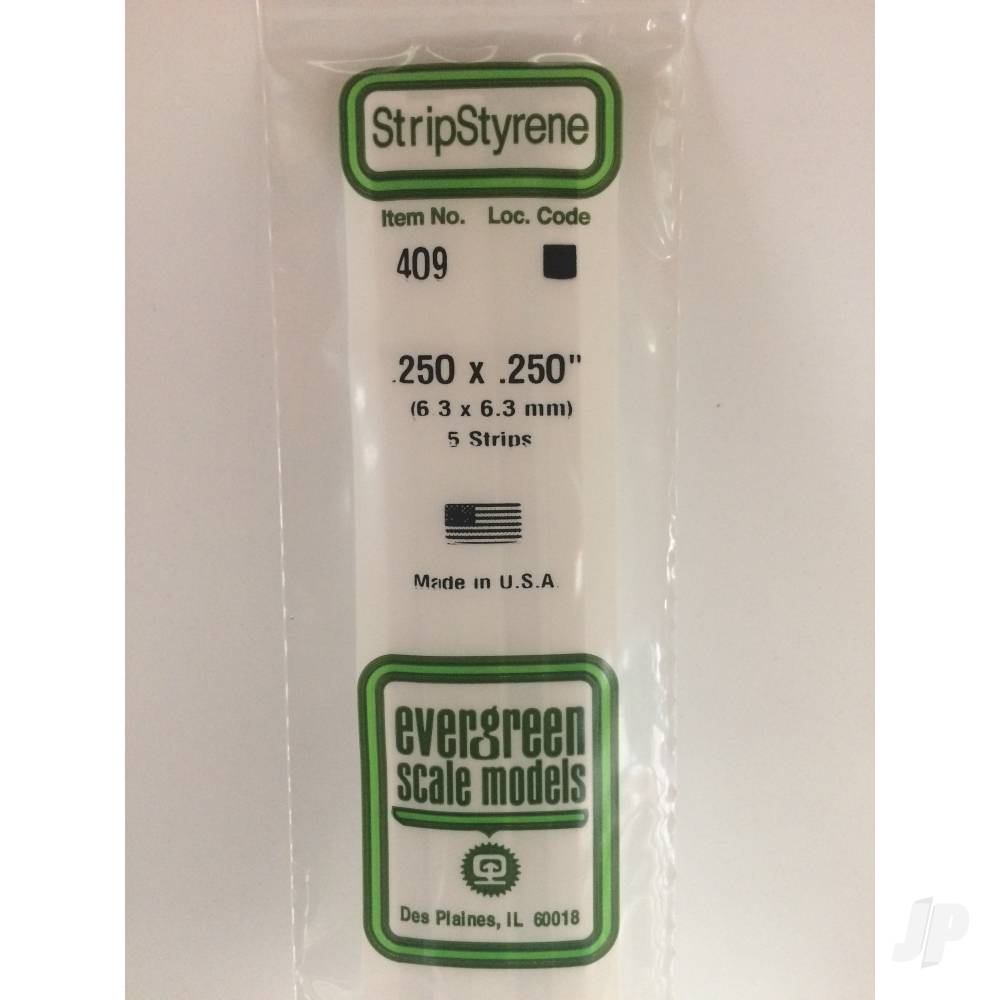 StripStyrene
Item No. Loc. Code
409
.250 x .250"
(6.3 x 6.3 mm)
5 Strips
Made in U.S.A.
evergreen
scale models
Des Plaines, IL 60018
JP